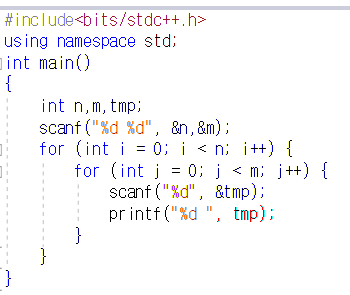 #include<bits/stdc++.h>
using namespace std;
int main()
{
    int n,m,tmp;
    scanf("%d %d", &n,&m);
    for (int i = 0; i < n; i++) {
        for (int j = 0; j < m; j++) {
            scanf("%d", &tmp);
            printf("%d ", tmp);
        }
    }
}